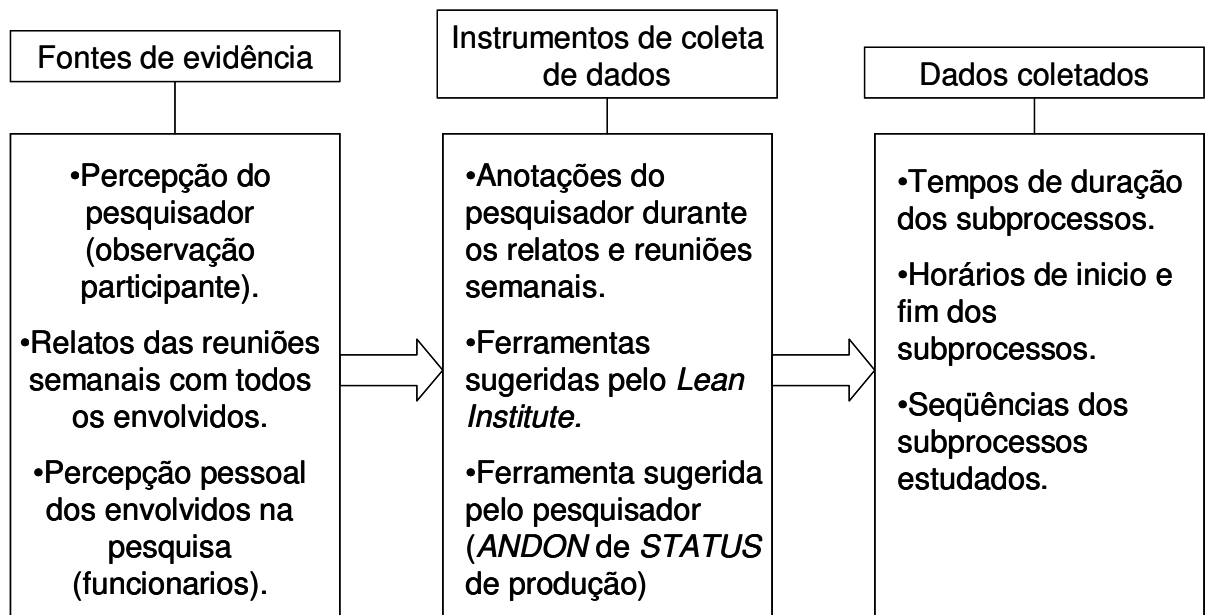 Fontes de evidência
•Percepção do
pesquisador
(observação
participante).
•Relatos das reuniões
semanais com todos
os envolvidos.
•Percepção pessoal
dos envolvidos na
pesquisa
(funcionarios).
Instrumentos de coleta
de dados
•Anotações do
pesquisador durante
os relatos e reuniões
semanais.
•Ferramentas
sugeridas pelo Lean
Institute.
•Ferramenta sugerida
pelo pesquisador
(ANDON de STATUS
de produção)
Dados coletados
•Tempos de duração
dos subprocessos.
•Horários de inicio e
fim dos
subprocessos.
•Seqüências dos
subprocessos
estudados.